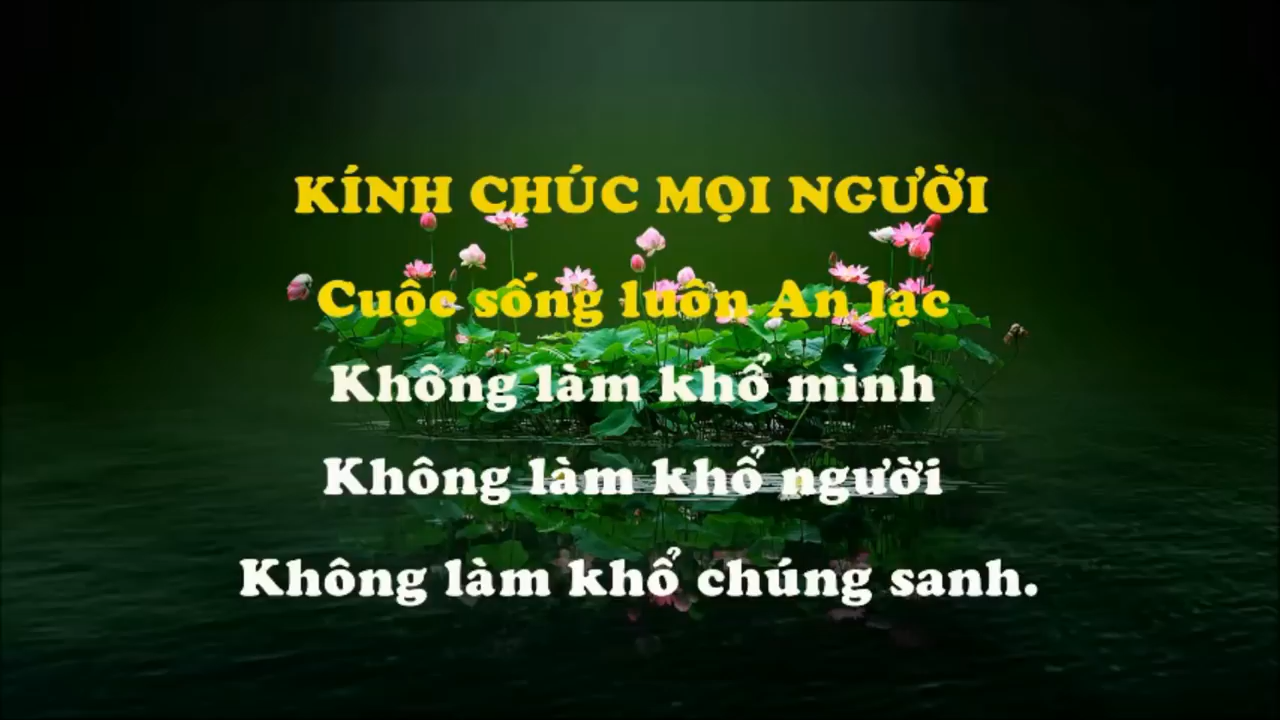 KÍNH CHÚC MỌI NGƯỜI
Cuộc sống luôn An lạc
Không làm khổ mình
Không làm khổ người
Không làm khổ chúng sanh.